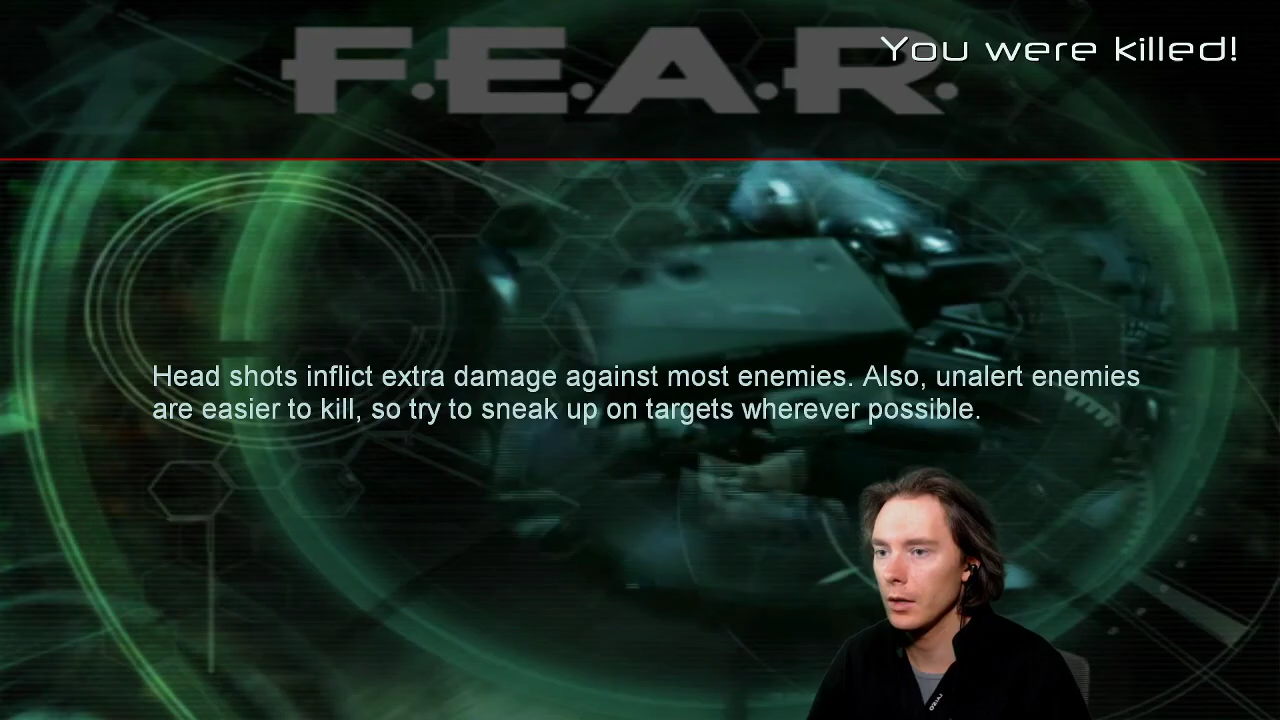 F.E.A.R.
You were killed!
Head shots inflict extra damage against most enemies. Also, unalert enemies
are easier to kill, so try to sneak up on targets wherever possible.